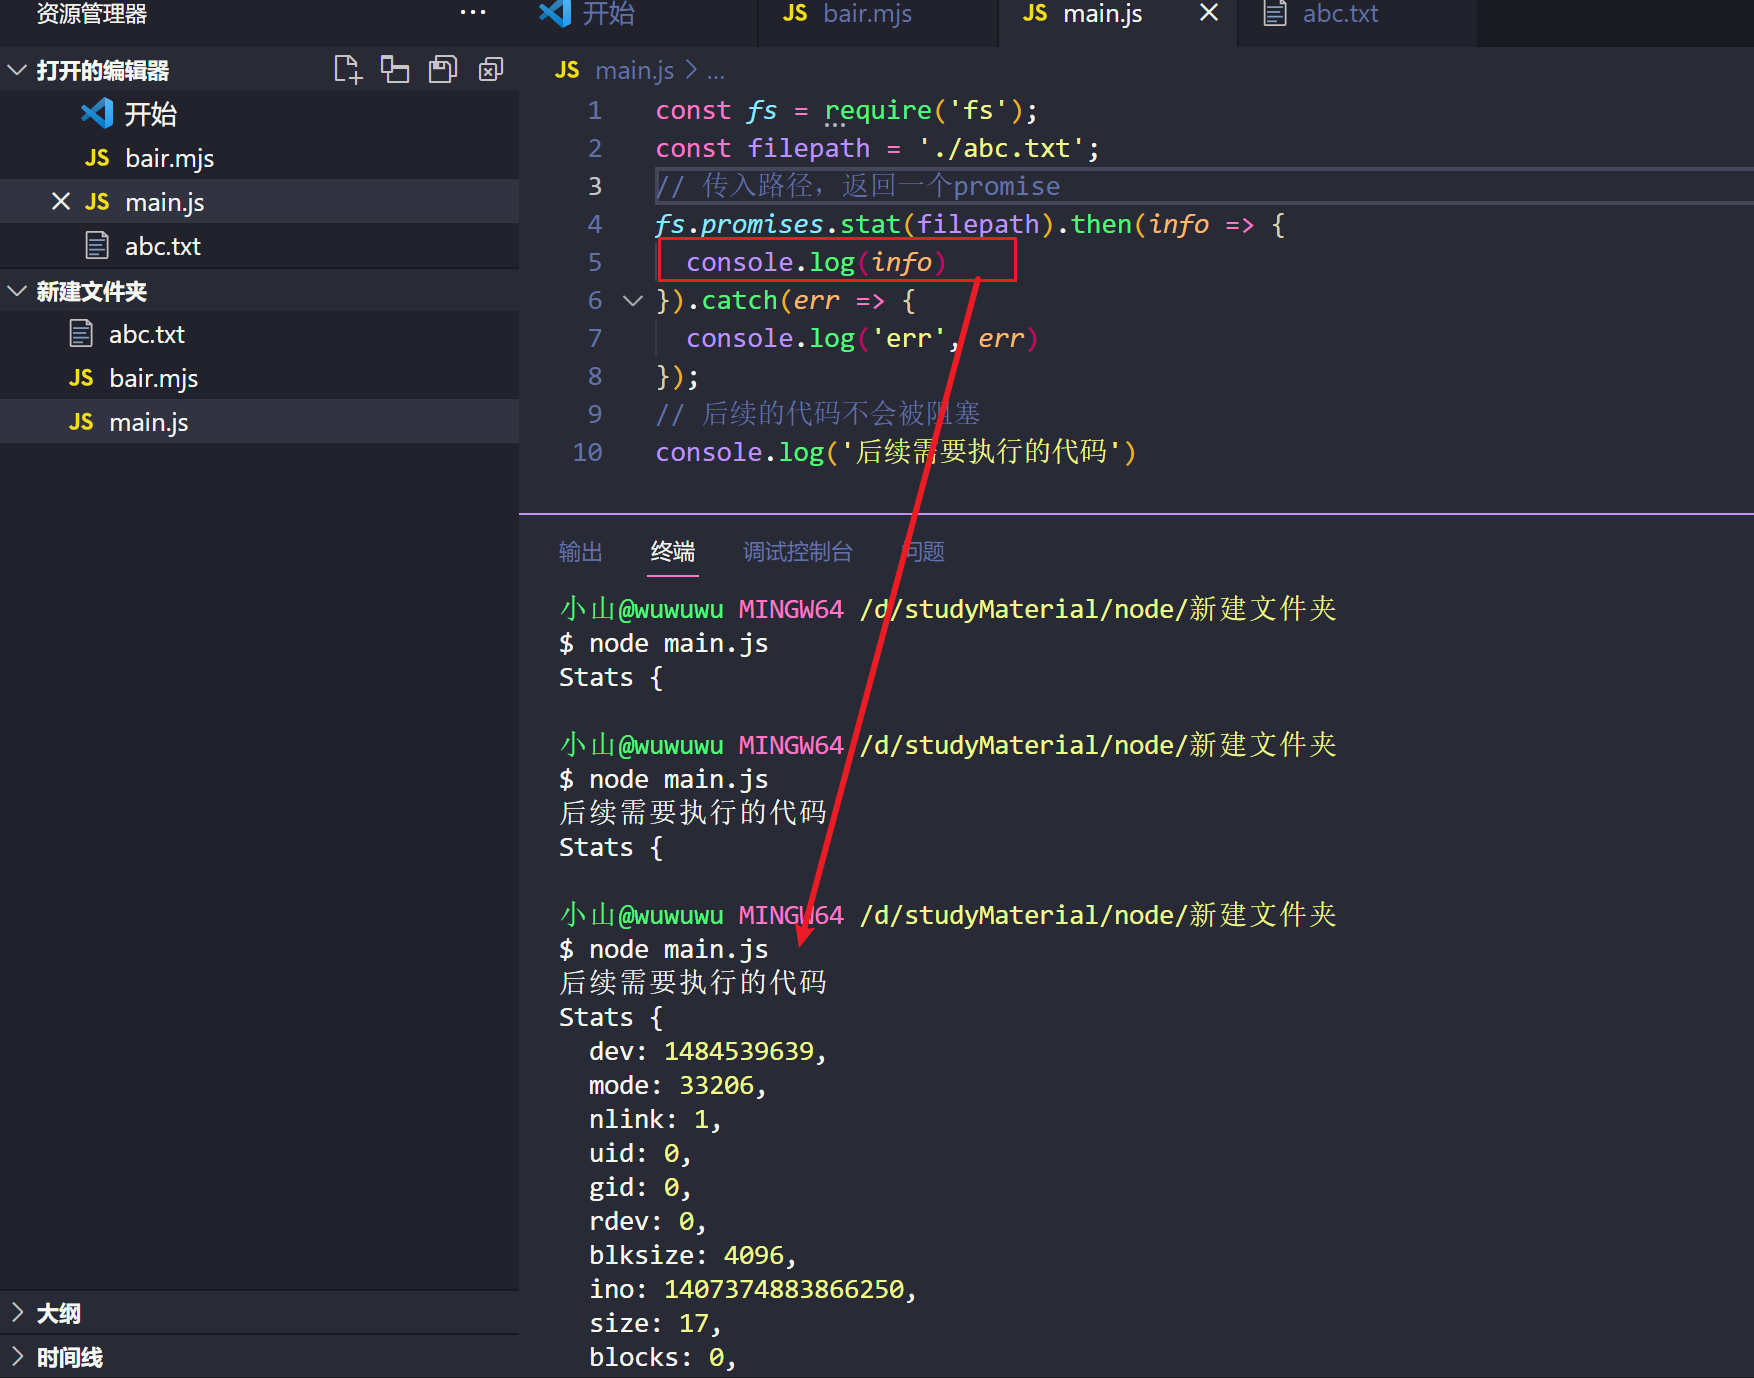 资源管理器
打开的编辑器
开始
JS bair.mjs
JS main.js
abc.txt
新建文件夹
abc.txt
JS bair.mjs
JS main.js
大纲
时间线
开始
JS bair.mjs
JS main.js
abc.txt
JS main.js > ...
1 const fs = require('fs');
2 const filepath = './abc.txt';
3 // 传入路径，返回一个promise
4 fs.promises.stat(filepath).then(info => {
5 console.log(info)
6 }).catch(err => {
7 console.log('err', err)
8 });
9 // 后续的代码不会被阻塞
10 console.log('后续需要执行的代码')
输出 终端 调试控制台 问题
小山@wuwuwu MINGW64 /d/studyMaterial/node/新建文件夹
$ node main.js
Stats {
小山@wuwuwu MINGW64 /d/studyMaterial/node/新建文件夹
$ node main.js
后续需要执行的代码
Stats {
小山@wuwuwu MINGW64 /d/studyMaterial/node/新建文件夹
$ node main.js
后续需要执行的代码
Stats {
dev: 1484539639,
mode: 33206,
nlink: 1,
uid: 0,
gid: 0,
rdev: 0,
blksize: 4096,
ino: 1407374883866250,
size: 17,
blocks: 0,